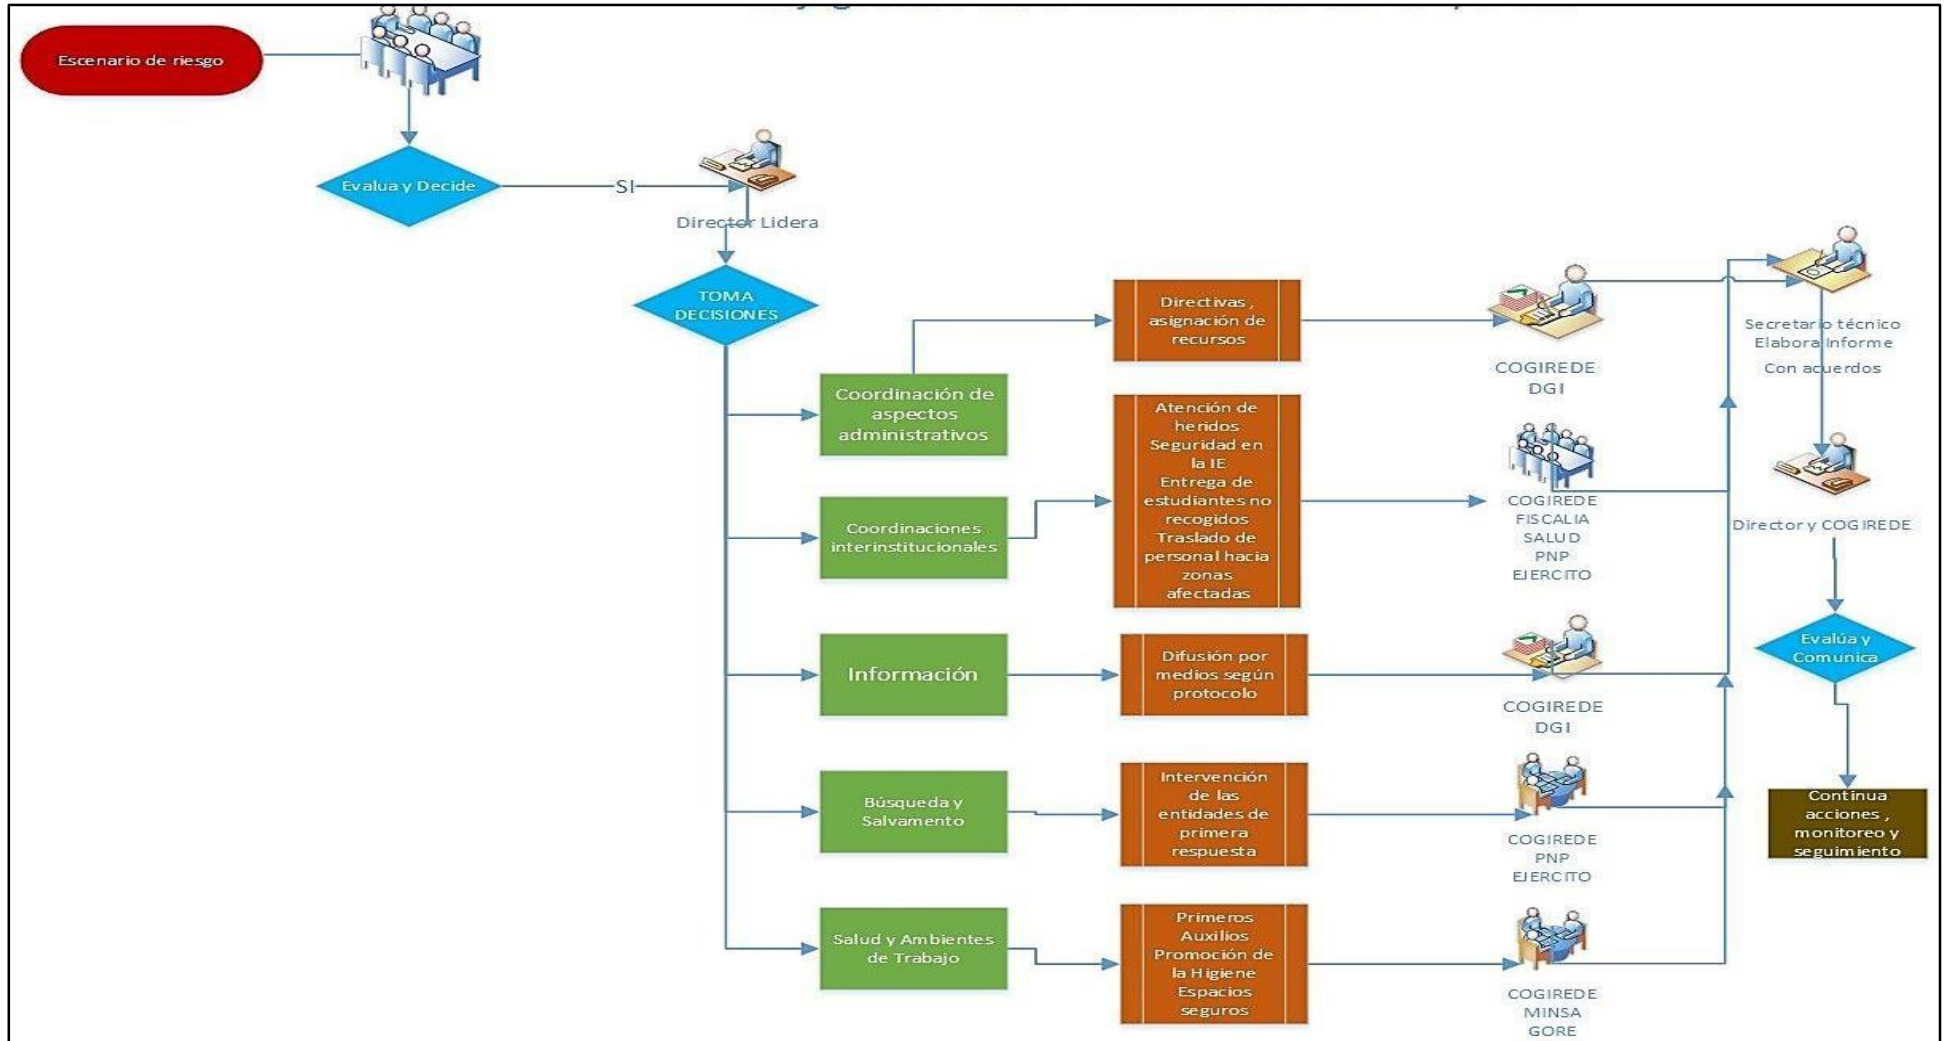 Escenario de riesgo
Evalua y Decide
SI
Director Lidera
TOMA
DECISIONES
Coordinación de
aspectos
administrativos
Directivas ,
asignación de
recursos
COGIREDE
DGI
Coordinaciones
interinstitucionales
Atención de
heridos
Seguridad en
la IE
Entrega de
estudiantes no
recogidos
Traslado de
personal hacia
zonas
afectadas
COGIREDE
FISCALIA
SALUD
PNP
EJERCITO
Información
Difusión por
medios según
protocolo
COGIREDE
DGI
Búsqueda y
Salvamento
Intervención
de las
entidades de
primera
respuesta
COGIREDE
PNP
EJERCITO
Salud y Ambientes
de Trabajo
Primeros
Auxilios
Promoción de
la Higiene
Espacios
seguros
COGIREDE
MINSA
GORE
Secretario técnico
Elabora Informe
Con acuerdos
Director y COGIREDE
Evalúa y
Comunica
Continua
acciones ,
monitoreo y
seguimiento